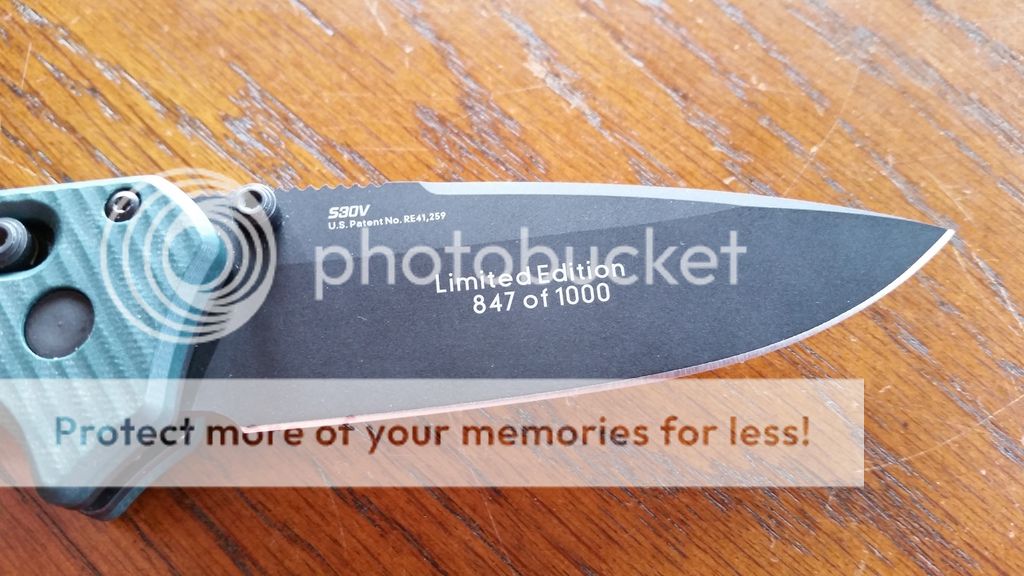 S30V
U.S. Patent No. RE41,259
photobucket
Limited Edition
847 of 1000
Protect more of your memories for less!